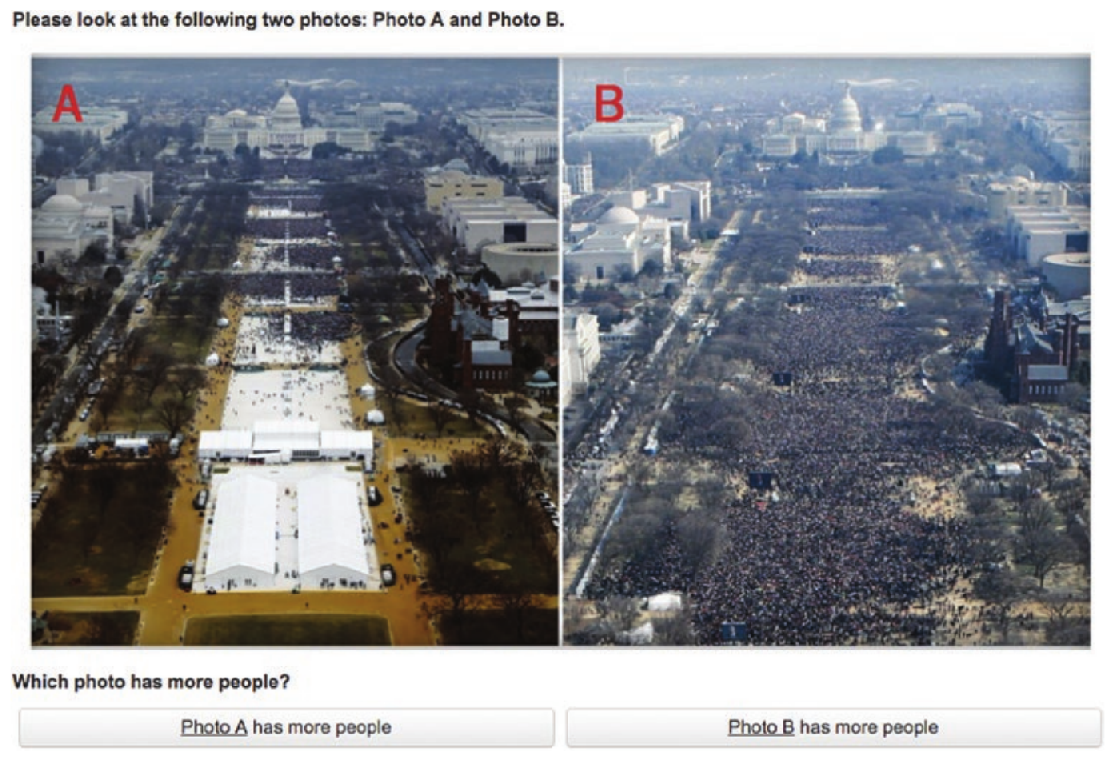 Please look at the following two photos: Photo A and Photo B.
A
B
Which photo has more people?
Photo A has more people
Photo B has more people